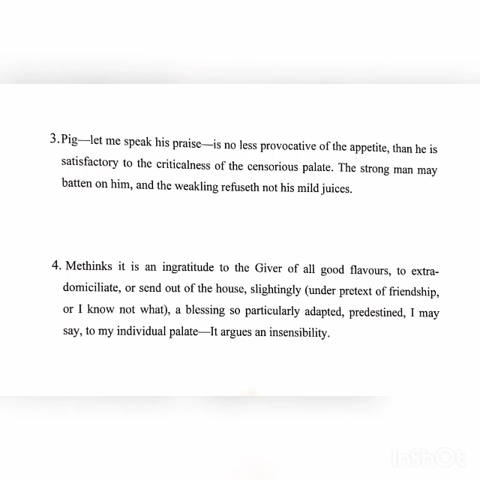 3.Pig—let me speak his praise—is no less provocative of the appetite, than he is
satisfactory to the criticalness of the censorious palate. The strong man may
batten on him, and the weakling refuseth not his mild juices.
4. Methinks it is an ingratitude to the Giver of all good flavours, to extra-
domiciliate, or send out of the house, slightingly (under pretext of friendship,
or I know not what), a blessing so particularly adapted, predestined, I may
say, to my individual palate—It argues an insensibility.
InShOt